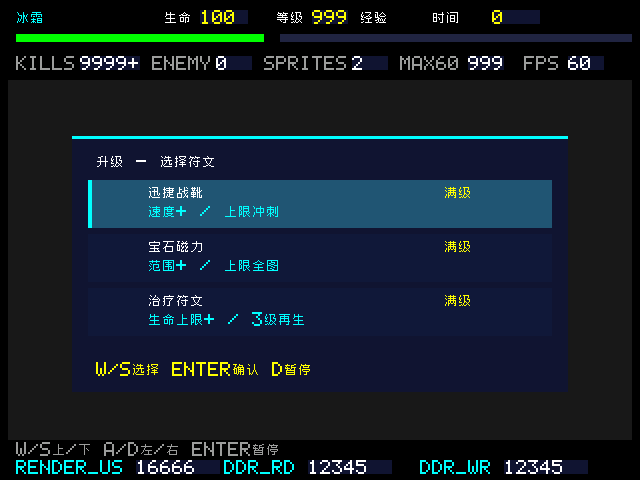 冰霜 生命 100 等级 999 经验 时间 0
KILLS 9999+ ENEMY 0 SPRITES 2 MAX60 999 FPS 60
升级 — 选择符文
迅捷战靴 满级
速度+ / 上限冲刺
宝石磁力 满级
范围+ / 上限全图
治疗符文 满级
生命上限+ / 3级再生
W/S选择 ENTER确认 D暂停
W/S上/下 A/D左/右 ENTER暂停
RENDER_US 16666 DDR_RD 12345 DDR_WR 12345